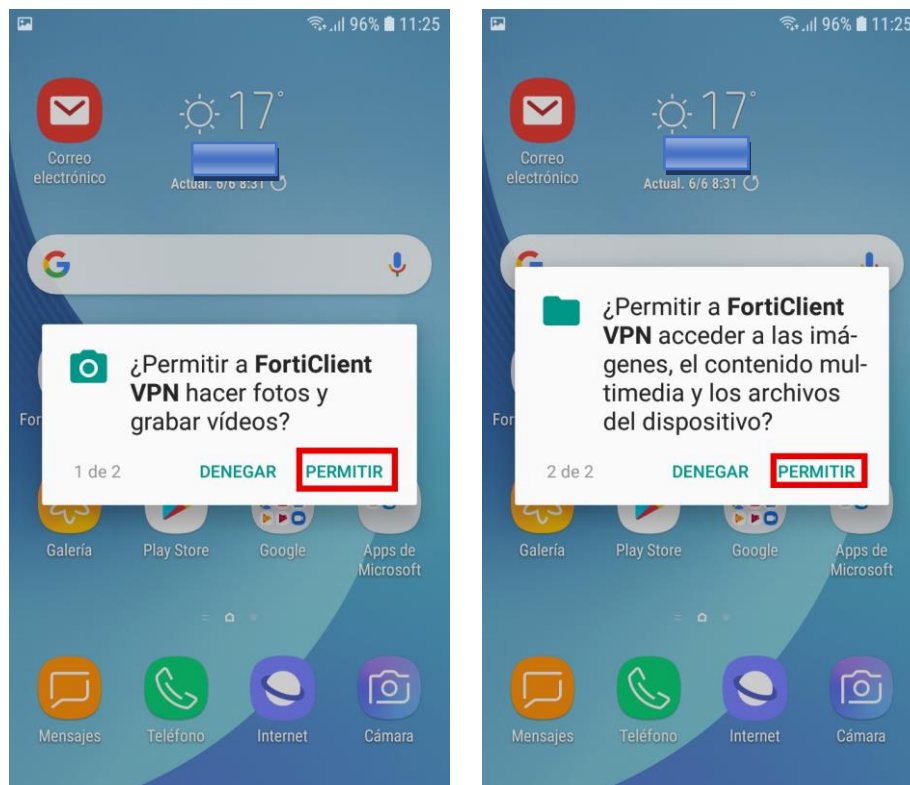 96% 11:25
17°
Correo
electrónico
Actual. 6/6 8:31
G
¿Permitir a FortiClient
VPN hacer fotos y
grabar vídeos?
For
1 de 2 DENEGAR PERMITIR
Galería Play Store Google Apps de
Microsoft
Mensajes Teléfono Internet Cámara
96% 11:25
17°
Correo
electrónico
Actual. 6/6 8:31
¿Permitir a FortiClient
VPN acceder a las imá-
genes, el contenido mul-
timedia y los archivos
del dispositivo?
For
2 de 2 DENEGAR PERMITIR
Galería Play Store Google Apps de
Microsoft
Mensajes Teléfono Internet Cámara